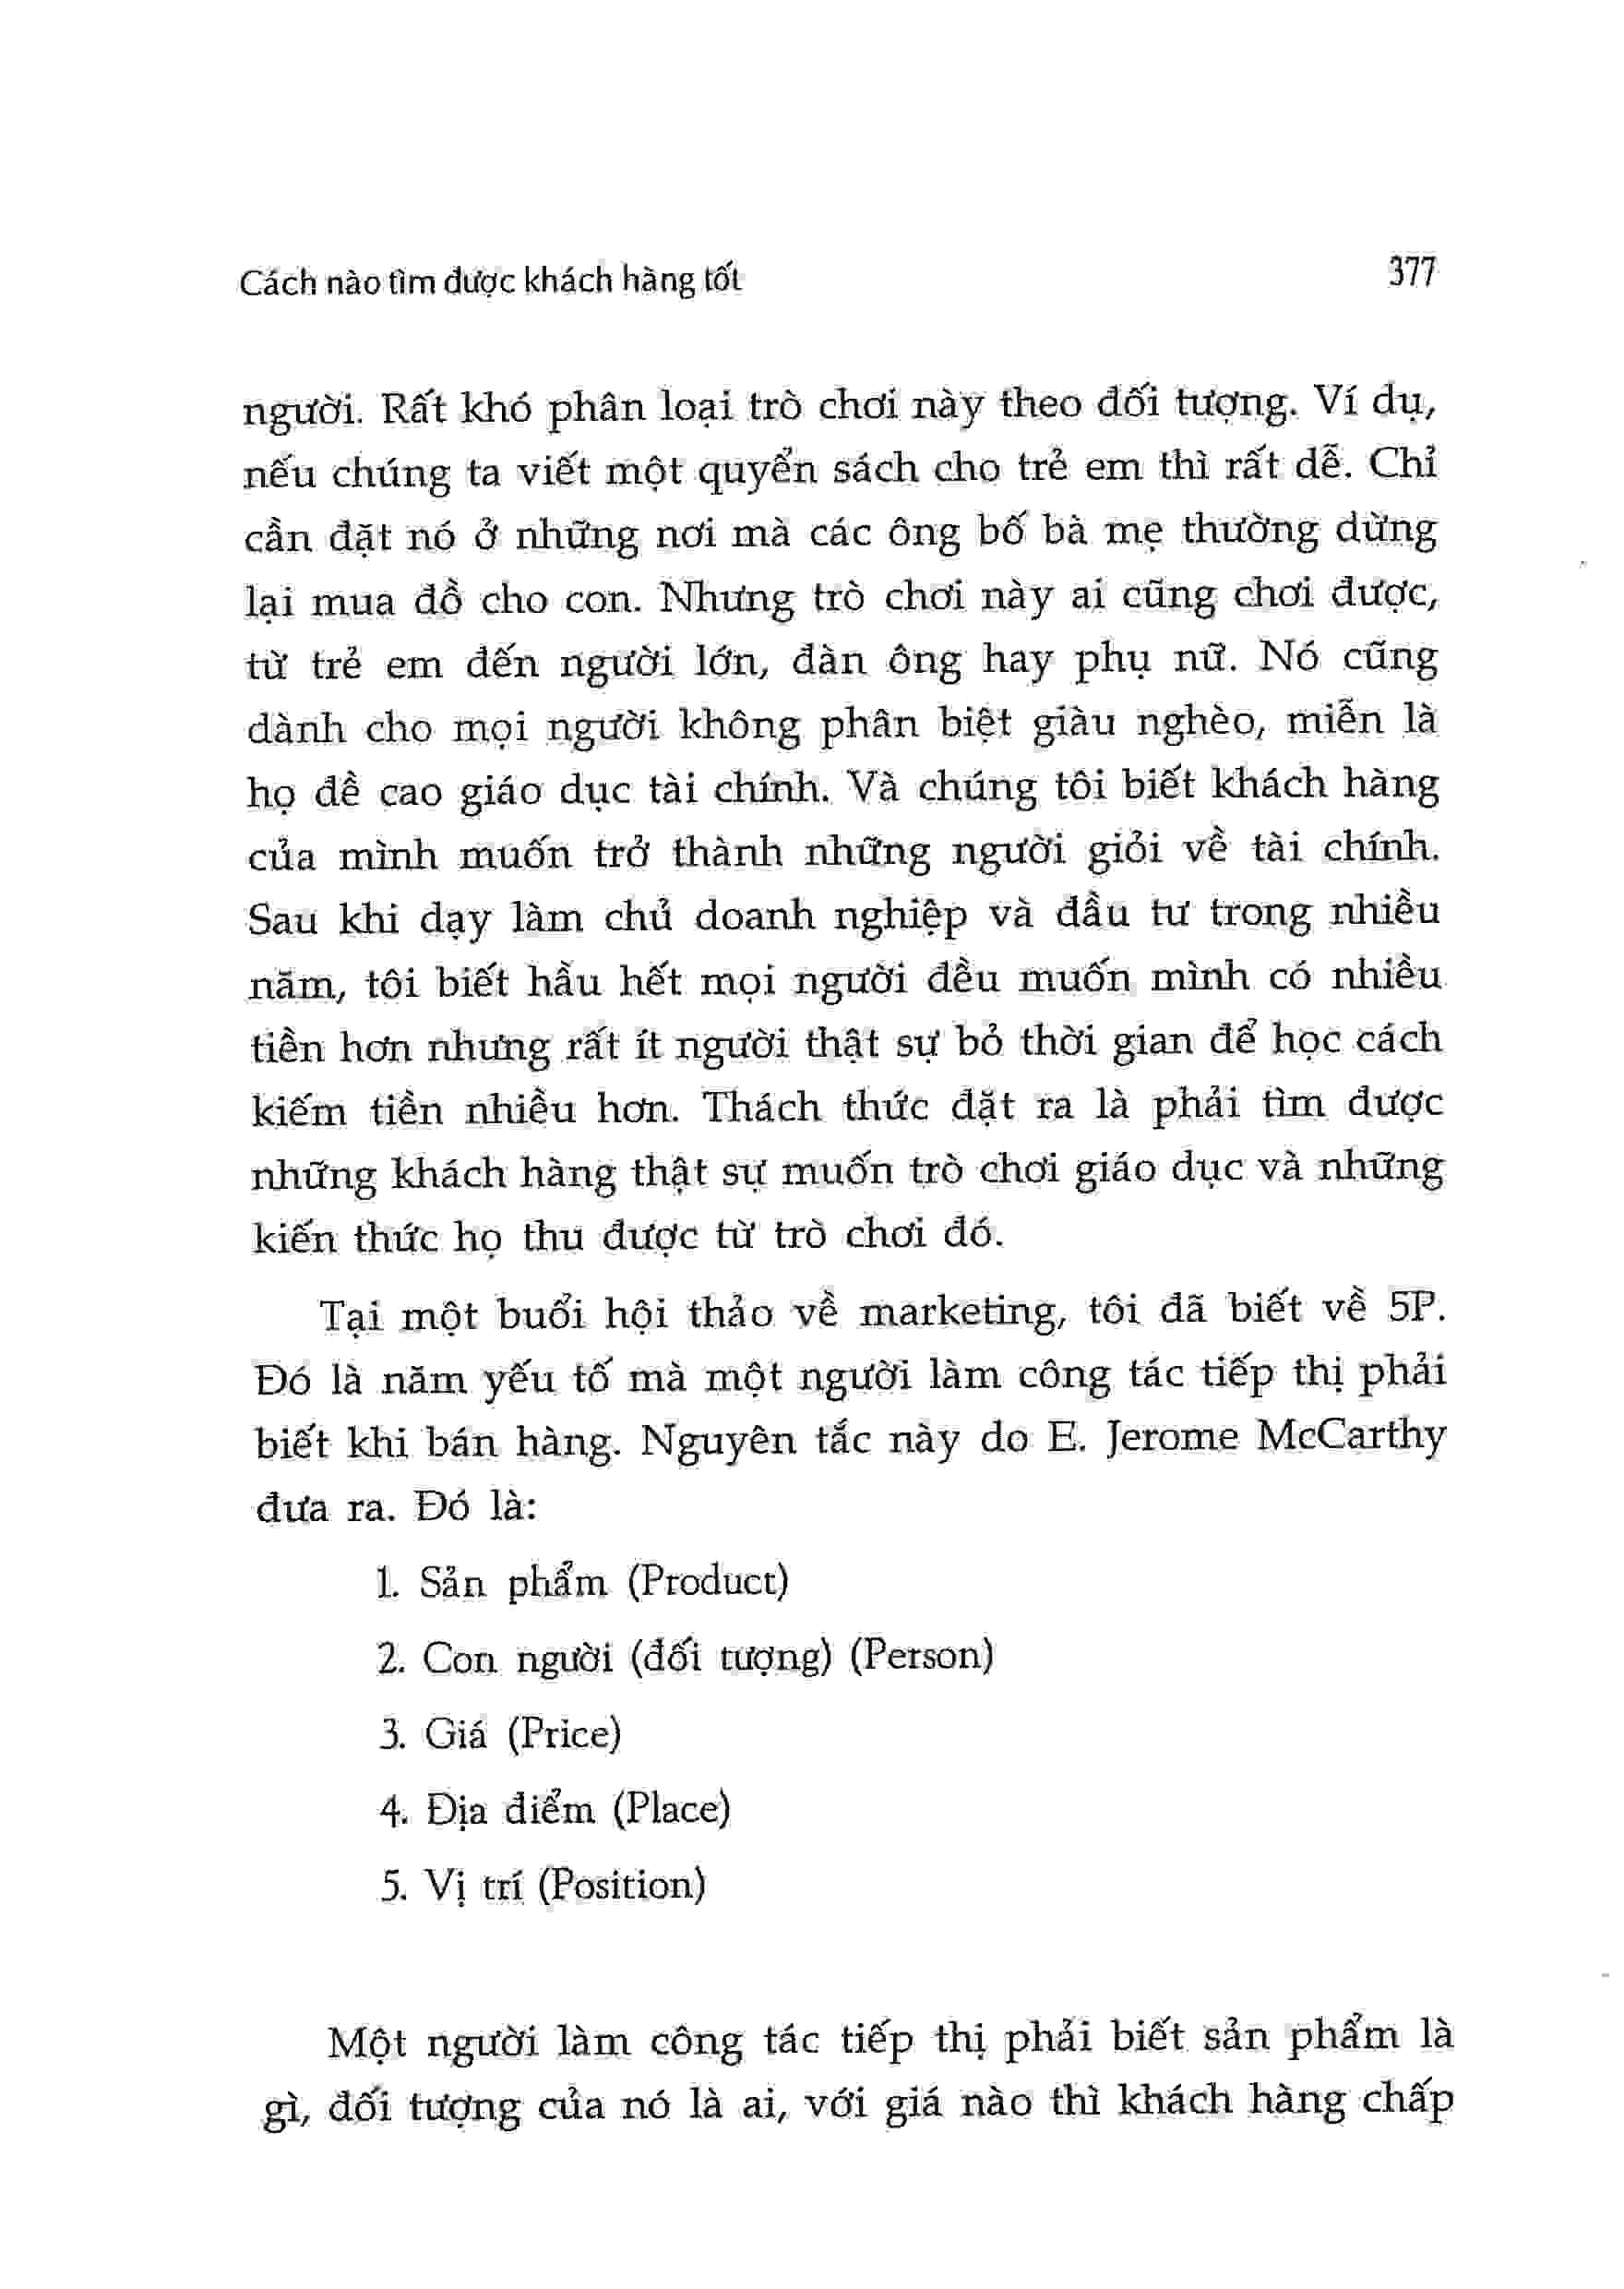 Cách nào tìm được khách hàng tốt
377
người. Rất khó phân loại trò chơi này theo đối tượng. Ví dụ,
nếu chúng ta viết một quyển sách cho trẻ em thì rất dễ. Chỉ
cần đặt nó ở những nơi mà các ông bố bà mẹ thường dừng
lại mua đồ cho con. Nhưng trò chơi này ai cũng chơi được,
từ trẻ em đến người lớn, đàn ông hay phụ nữ. Nó cũng
dành cho mọi người không phân biệt giàu nghèo, miễn là
họ đề cao giáo dục tài chính. Và chúng tôi biết khách hàng
của mình muốn trở thành những người giỏi về tài chính.
Sau khi dạy làm chủ doanh nghiệp và đầu tư trong nhiều
năm, tôi biết hầu hết mọi người đều muốn mình có nhiều
tiền hơn nhưng rất ít người thật sự bỏ thời gian để học cách
kiếm tiền nhiều hơn. Thách thức đặt ra là phải tìm được
những khách hàng thật sự muốn trò chơi giáo dục và những
kiến thức họ thu được từ trò chơi đó.
Tại một buổi hội thảo về marketing, tôi đã biết về 5P.
Đó là năm yếu tố mà một người làm công tác tiếp thị phải
biết khi bán hàng. Nguyên tắc này do E. Jerome McCarthy
đưa ra. Đó là:
1. Sản phẩm (Product)
2. Con người (đối tượng) (Person)
3. Giá (Price)
4. Địa điểm (Place)
5. Vị trí (Position)
Một người làm công tác tiếp thị phải biết sản phẩm là
gì, đối tượng của nó là ai, với giá nào thì khách hàng chấp